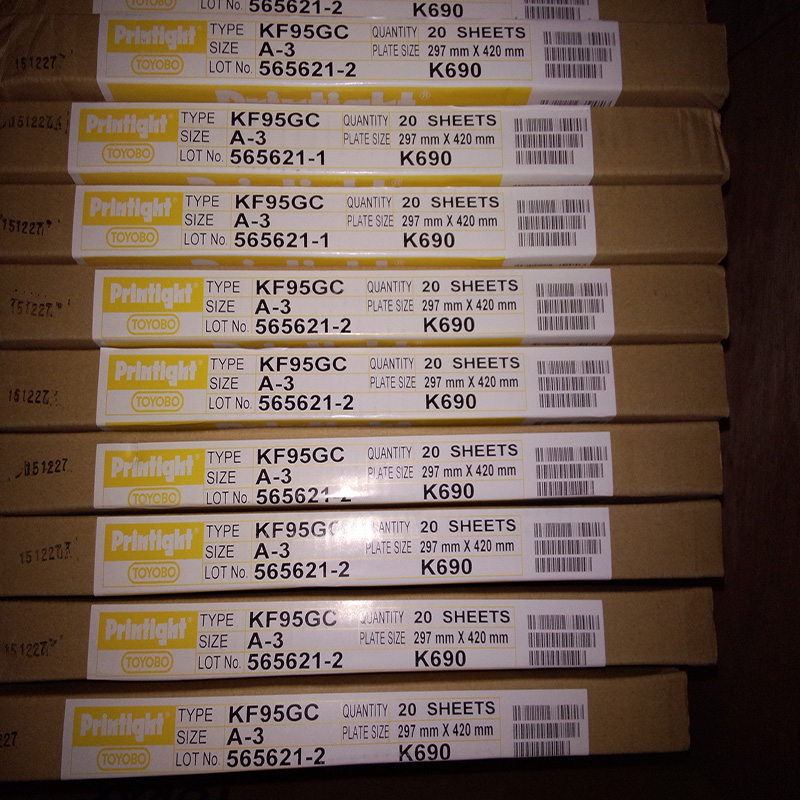 LOT No. 565621-2 K690
151227
Printight TOYOBO
TYPE KF95GC QUANTITY 20 SHEETS
SIZE A-3 PLATE SIZE 297 mm X 420 mm
LOT No. 565621-2 K690
Printight
151227
Printight TOYOBO
TYPE KF95GC QUANTITY 20 SHEETS
SIZE A-3 PLATE SIZE 297 mm X 420 mm
LOT No. 565621-1 K690
151227
Printight TOYOBO
TYPE KF95GC QUANTITY 20 SHEETS
SIZE A-3 PLATE SIZE 297 mm X 420 mm
LOT No. 565621-1 K690
151227
Printight TOYOBO
TYPE KF95GC QUANTITY 20 SHEETS
SIZE A-3 PLATE SIZE 297 mm X 420 mm
LOT No. 565621-2 K690
151227
Printight TOYOBO
TYPE KF95GC QUANTITY 20 SHEETS
SIZE A-3 PLATE SIZE 297 mm X 420 mm
LOT No. 565621-2 K690
151227
Printight TOYOBO
TYPE KF95GC QUANTITY 20 SHEETS
SIZE A-3 PLATE SIZE 297 mm X 420 mm
LOT No. 565621-2 K690
151227
Printight TOYOBO
TYPE KF95GC QUANTITY 20 SHEETS
SIZE A-3 PLATE SIZE 297 mm X 420 mm
LOT No. 565621-2 K690
151227
Printight TOYOBO
TYPE KF95GC QUANTITY 20 SHEETS
SIZE A-3 PLATE SIZE 297 mm X 420 mm
LOT No. 565621-2 K690
27
Printight TOYOBO
TYPE KF95GC QUANTITY 20 SHEETS
SIZE A-3 PLATE SIZE 297 mm X 420 mm
LOT No. 565621-2 K690